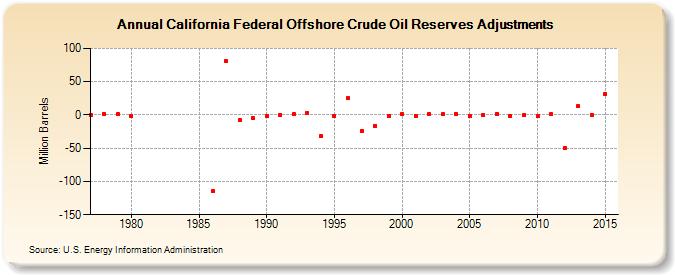 Annual California Federal Offshore Crude Oil Reserves Adjustments
Million Barrels
100
50
0
-50
-100
-150
1980 1985 1990 1995 2000 2005 2010 2015
Source: U.S. Energy Information Administration